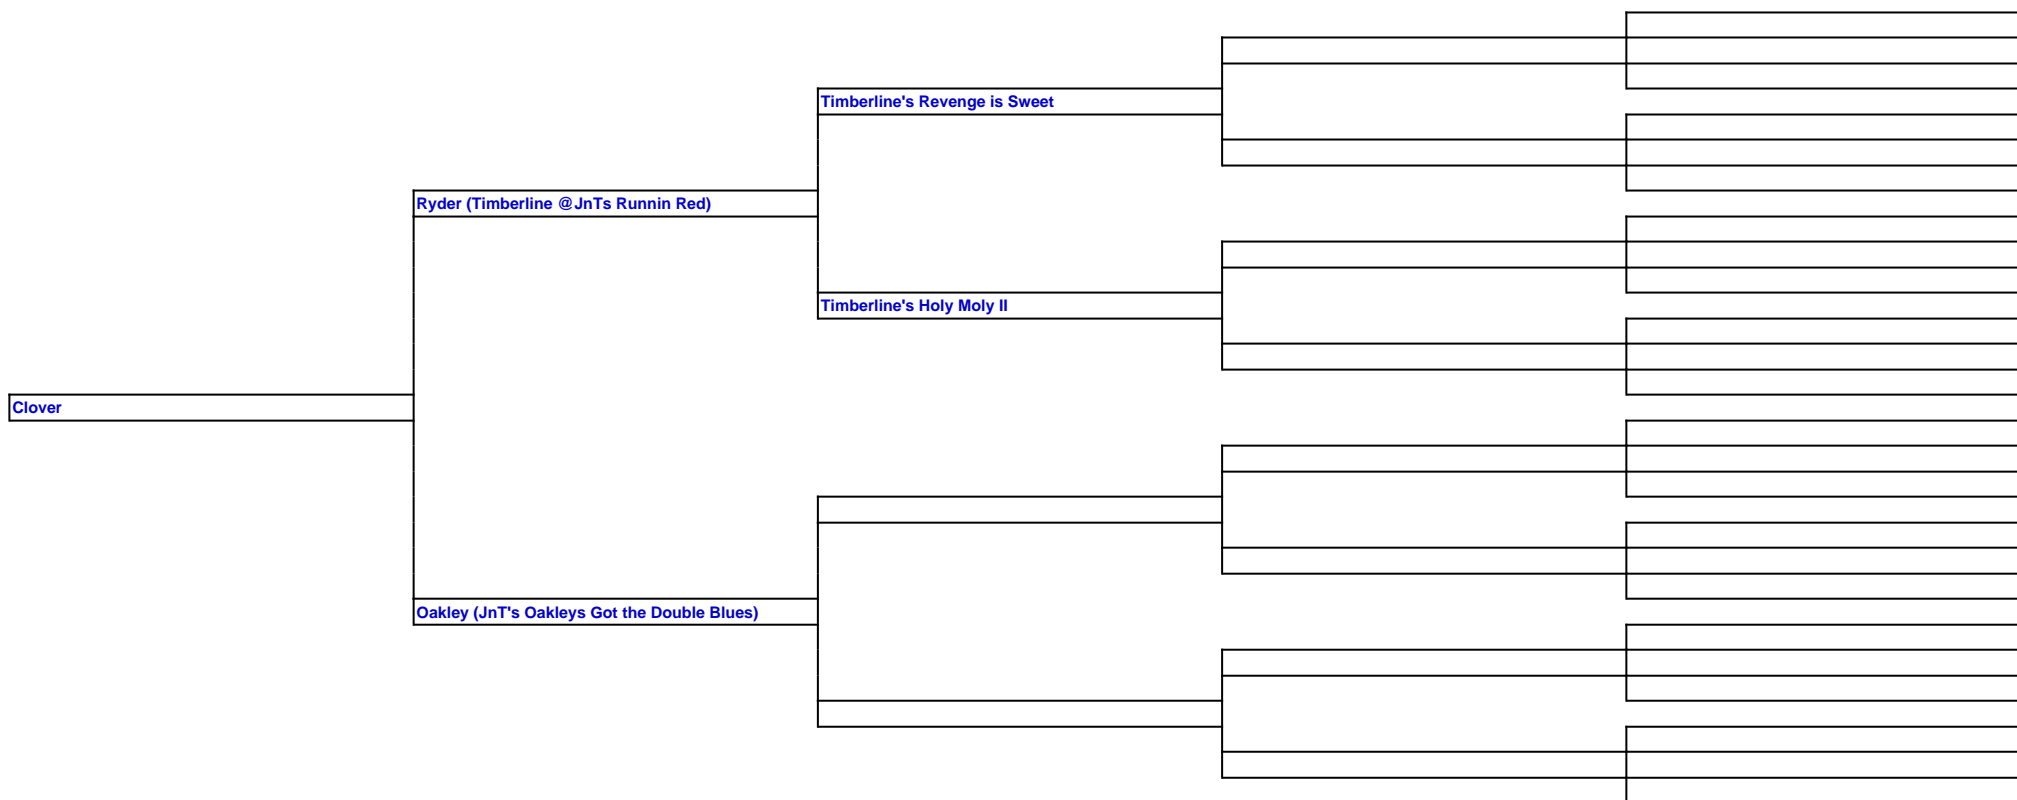 Timberline's Revenge is Sweet
Ryder (Timberline @JnTs Runnin Red)
Timberline's Holy Moly II
Clover
Oakley (JnT's Oakleys Got the Double Blues)